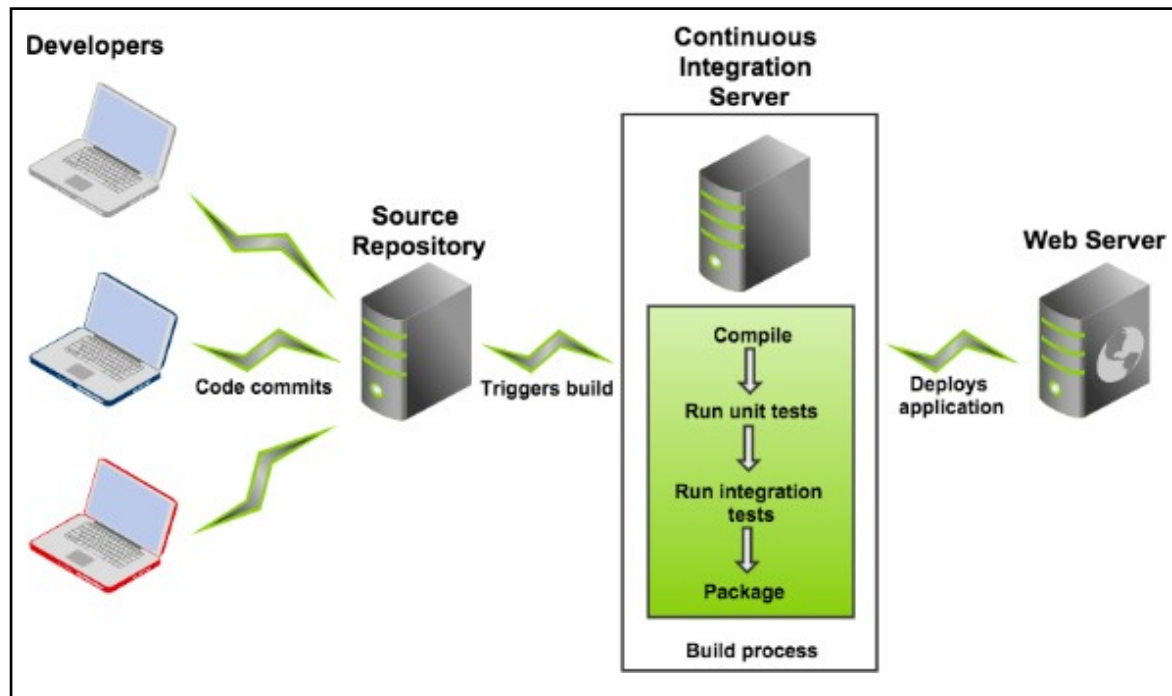 Developers
Continuous
Integration
Server
Source
Repository
Web Server
Code commits
Triggers build
Compile
Run unit tests
Run integration
tests
Package
Build process
Deploys
application